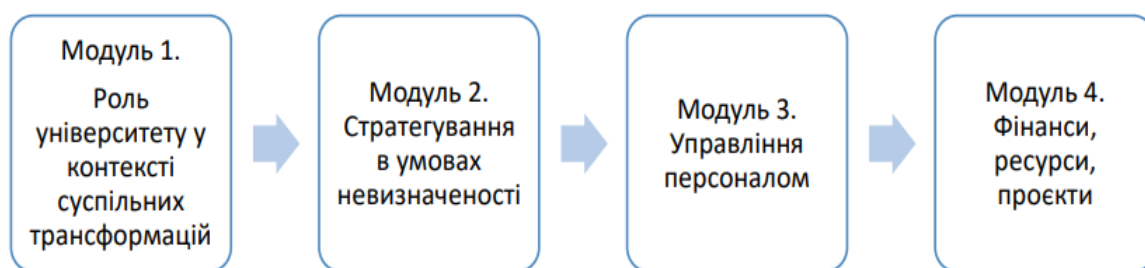 Модуль 1.
Роль
університету у
контексті
суспільних
трансформацій
Модуль 2.
Стратегування
в умовах
невизначеності
Модуль 3.
Управління
персоналом
Модуль 4.
Фінанси,
ресурси,
проєкти